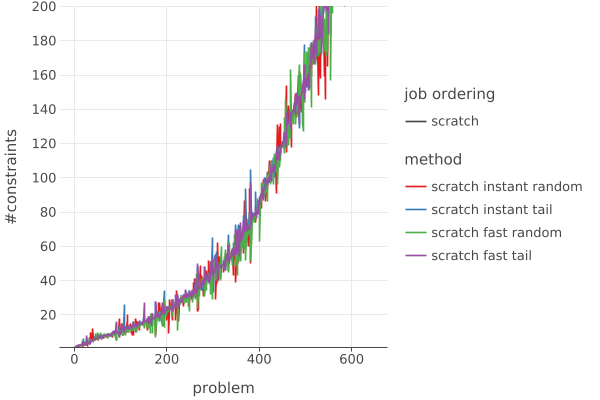 200
180
160
140
120
100
80
60
40
20
#constraints
0
200
400
600
problem
job ordering
scratch
method
scratch instant random
scratch instant tail
scratch fast random
scratch fast tail